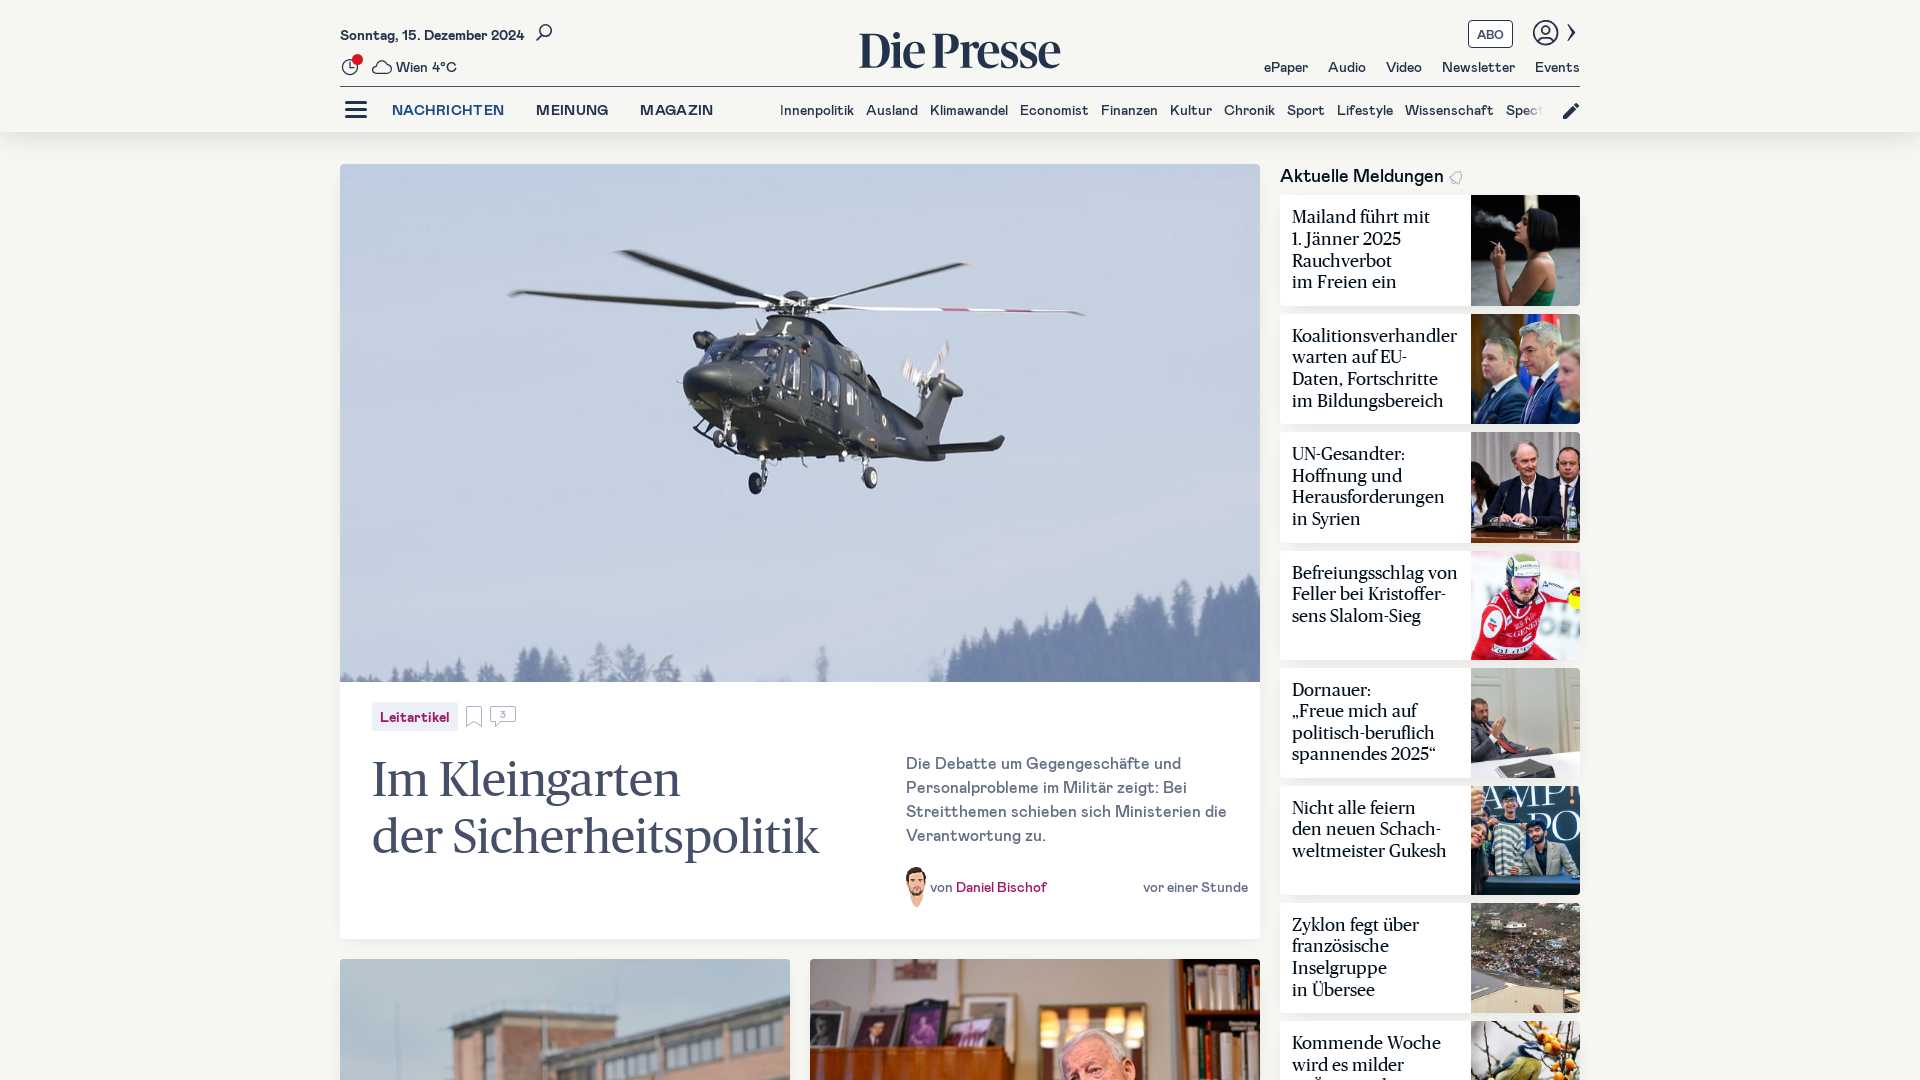 Sonntag, 15. Dezember 2024
Wien 4°C
Die Presse
ABO
ePaper Audio Video Newsletter Events
NACHRICHTEN MEINUNG MAGAZIN
Innenpolitik Ausland Klimawandel Economist Finanzen Kultur Chronik Sport Lifestyle Wissenschaft Spect
Leitartikel
3
Im Kleingarten
der Sicherheitspolitik
Die Debatte um Gegengeschäfte und
Personalprobleme im Militär zeigt: Bei
Streitthemen schieben sich Ministerien die
Verantwortung zu.
von Daniel Bischof
vor einer Stunde
Aktuelle Meldungen
Mailand führt mit
1. Jänner 2025
Rauchverbot
im Freien ein
Koalitionsverhandler
warten auf EU-
Daten, Fortschritte
im Bildungsbereich
UN-Gesandter:
Hoffnung und
Herausforderungen
in Syrien
Befreiungsschlag von
Feller bei Kristoffer-
sens Slalom-Sieg
Dornauer:
„Freue mich auf
politisch-beruflich
spannendes 2025“
Nicht alle feiern
den neuen Schach-
weltmeister Gukesh
Zyklon fegt über
französische
Inselgruppe
in Übersee
Kommende Woche
wird es milder